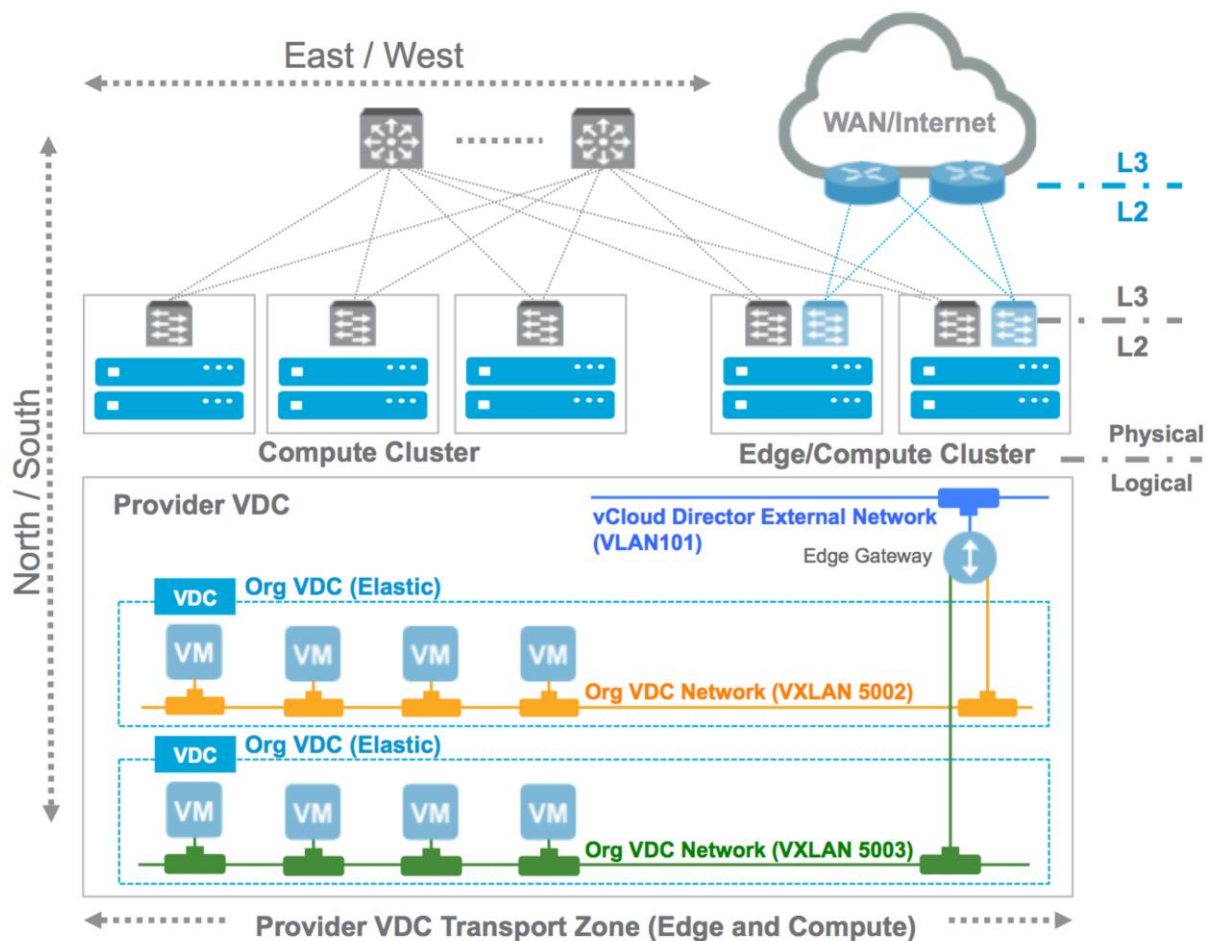 East / West
WAN/Internet
L3
L2
L3
L2
North / South
Compute Cluster
Edge/Compute Cluster
Physical
Logical
Provider VDC
vCloud Director External Network
(VLAN101)
Edge Gateway
VDC
Org VDC (Elastic)
VM
VM
VM
VM
Org VDC Network (VXLAN 5002)
VDC
Org VDC (Elastic)
VM
VM
VM
VM
Org VDC Network (VXLAN 5003)
Provider VDC Transport Zone (Edge and Compute)